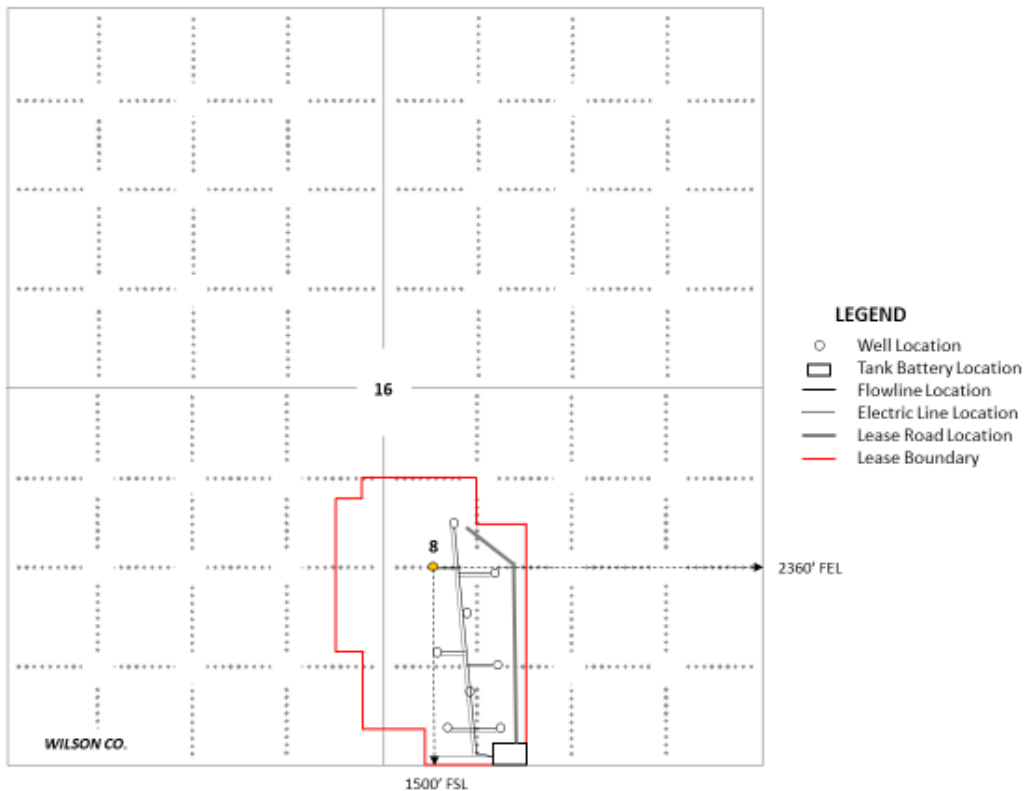 16
LEGEND
Well Location
Tank Battery Location
Flowline Location
Electric Line Location
Lease Road Location
Lease Boundary
8
2360' FEL
WILSON CO.
1500' FSL